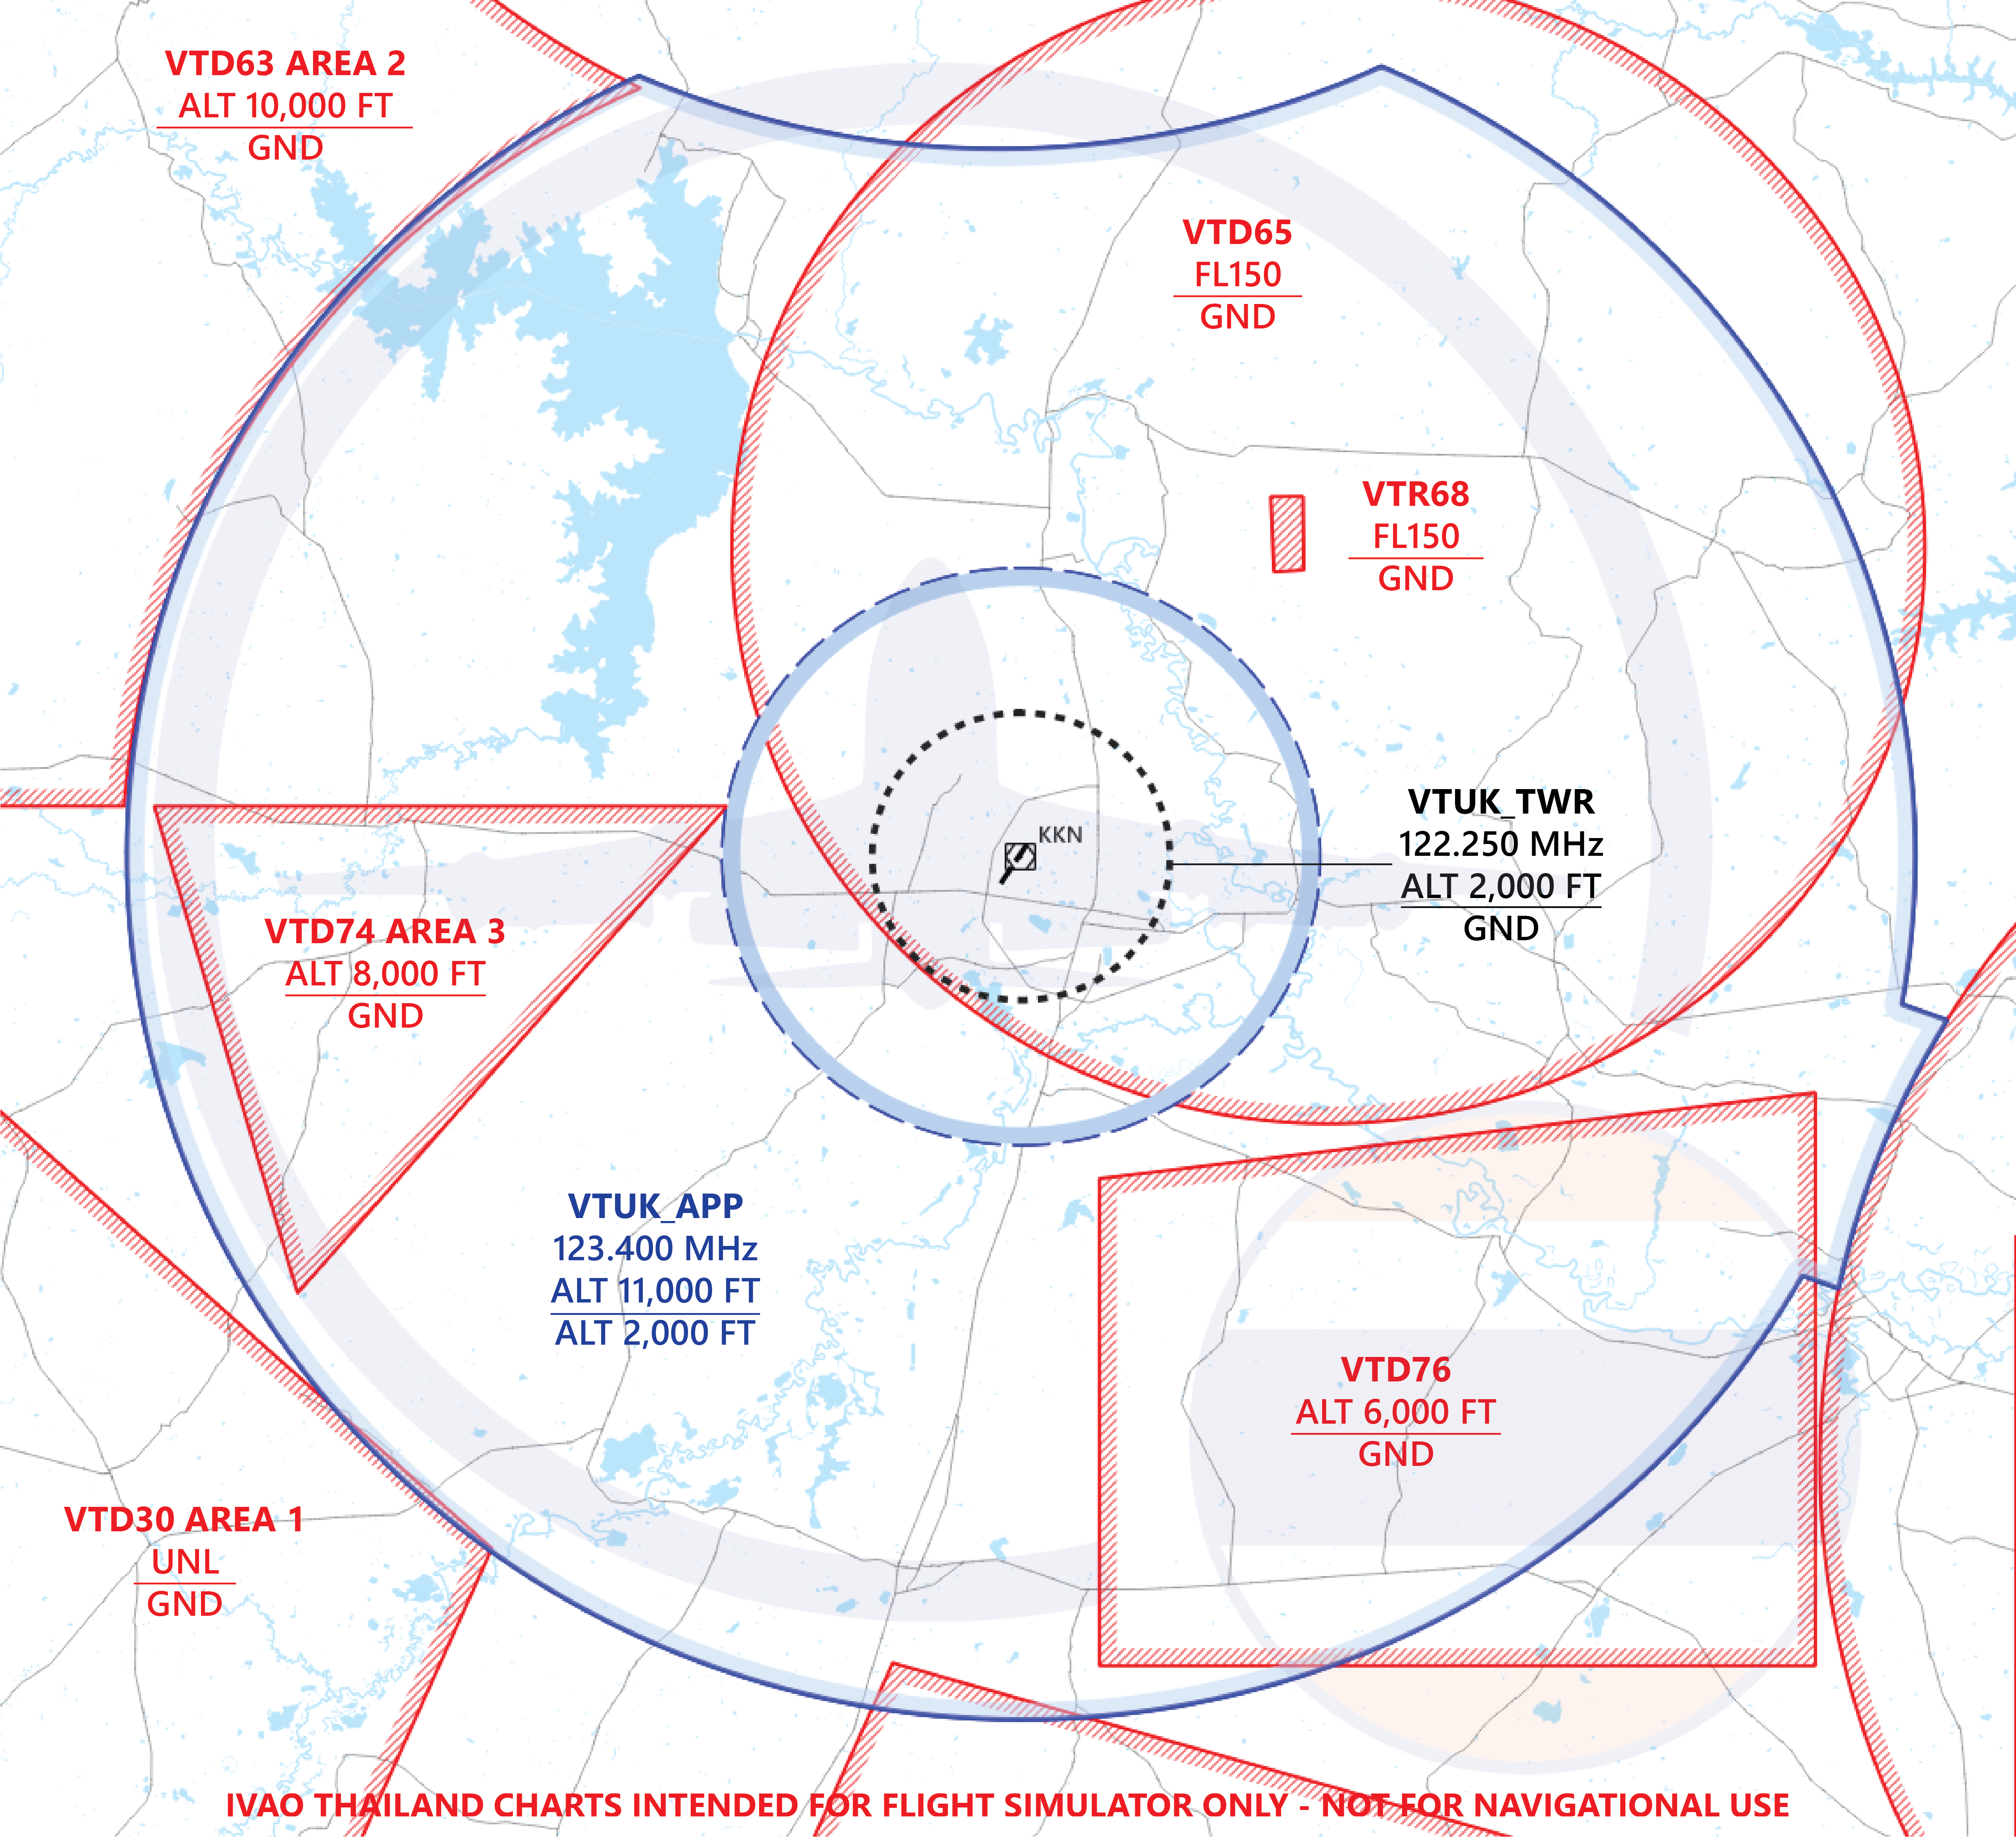 VTD63 AREA 2
ALT 10,000 FT
GND
VTD65
FL150
GND
VTR68
FL150
GND
KKN
VTUK_TWR
122.250 MHz
ALT 2,000 FT
GND
VTD74 AREA 3
ALT 8,000 FT
GND
VTUK_APP
123.400 MHz
ALT 11,000 FT
ALT 2,000 FT
VTD76
ALT 6,000 FT
GND
VTD30 AREA 1
UNL
GND
IVAO THAILAND CHARTS INTENDED FOR FLIGHT SIMULATOR ONLY - NOT FOR NAVIGATIONAL USE